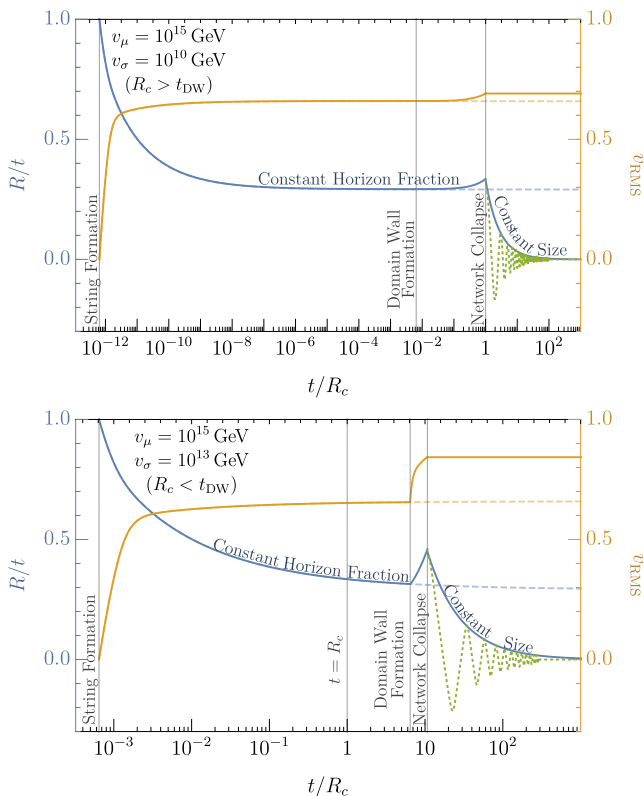 1.0
1.0
v_μ = 10^15 GeV
v_σ = 10^10 GeV
(R_c > t_DW)
0.5
0.5
0.0
0.0
R/t
v_RMS
String Formation
Constant Horizon Fraction
Domain Wall
Formation
Network Collapse
Constant Size
10^−12
10^−10
10^−8
10^−6
10^−4
10^−2
1
10^2
t/R_c
1.0
1.0
v_μ = 10^15 GeV
v_σ = 10^13 GeV
(R_c < t_DW)
0.5
0.5
0.0
0.0
R/t
v_RMS
String Formation
Constant Horizon Fraction
t = R_c
Domain Wall
Formation
Network Collapse
Constant Size
10^−3
10^−2
10^−1
1
10
10^2
t/R_c